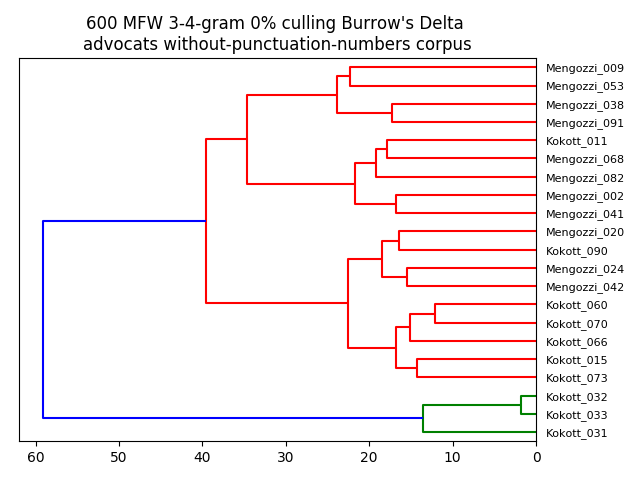 600 MFW 3-4-gram 0% culling Burrow's Delta
advocats without-punctuation-numbers corpus
Mengozzi_009
Mengozzi_053
Mengozzi_038
Mengozzi_091
Kokott_011
Mengozzi_068
Mengozzi_082
Mengozzi_002
Mengozzi_041
Mengozzi_020
Kokott_090
Mengozzi_024
Mengozzi_042
Kokott_060
Kokott_070
Kokott_066
Kokott_015
Kokott_073
Kokott_032
Kokott_033
Kokott_031
60 50 40 30 20 10 0